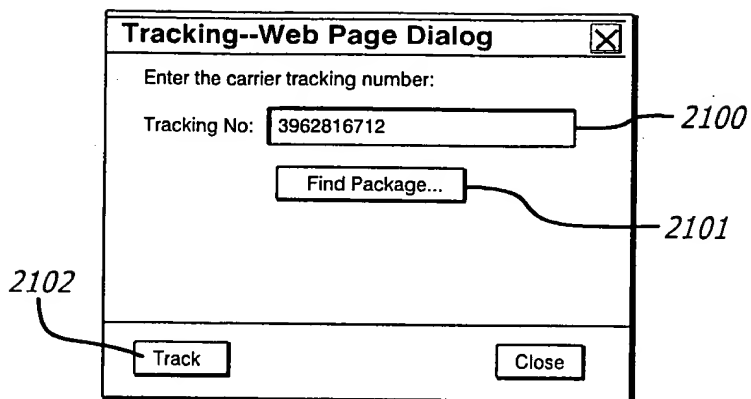 Tracking--Web Page Dialog
Enter the carrier tracking number:
Tracking No: 3962816712
2100
Find Package...
2101
2102
Track
Close